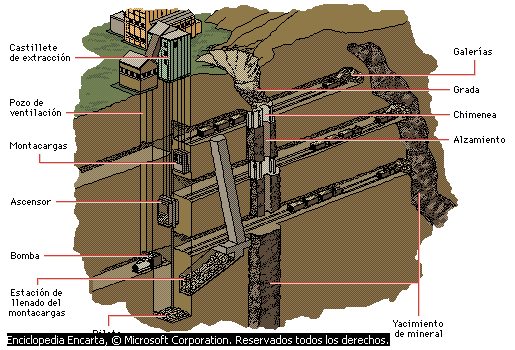 Castillete
de extracción
Pozo de
ventilación
Montacargas
Ascensor
Bomba
Estación de
llenado del
montacargas
Galerías
Grada
Chimenea
Alzamiento
Yacimiento
de mineral
Enciclopedia Encarta, © Microsoft Corporation. Reservados todos los derechos.